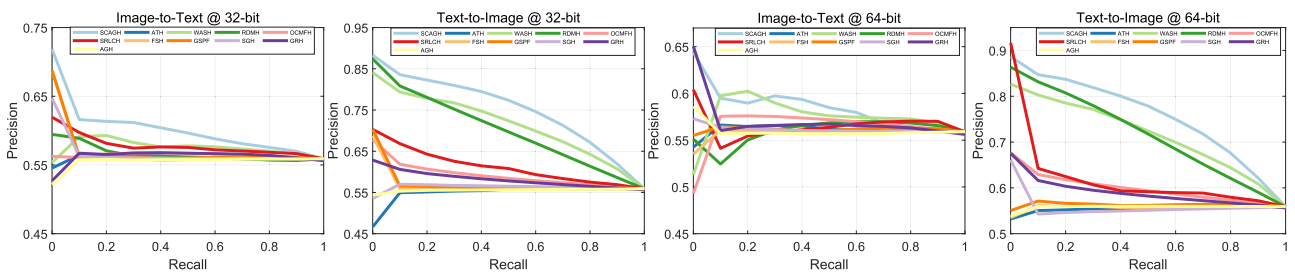 Image-to-Text @ 32-bit
0.75
0.65
0.55
0.45
Precision
0 0.2 0.4 0.6 0.8 1
Recall
SCAGH ATH WASH RDMH OCMFH
SRLCH FSH GSPF SGH GRH
AGH
Text-to-Image @ 32-bit
0.95
0.85
0.75
0.65
0.55
0.45
Precision
0 0.2 0.4 0.6 0.8 1
Recall
SCAGH ATH WASH RDMH OCMFH
SRLCH FSH GSPF SGH GRH
AGH
Image-to-Text @ 64-bit
0.65
0.6
0.55
0.5
0.45
Precision
0 0.2 0.4 0.6 0.8 1
Recall
SCAGH ATH WASH RDMH OCMFH
SRLCH FSH GSPF SGH GRH
AGH
Text-to-Image @ 64-bit
0.9
0.8
0.7
0.6
0.5
Precision
0 0.2 0.4 0.6 0.8 1
Recall
SCAGH ATH WASH RDMH OCMFH
SRLCH FSH GSPF SGH GRH
AGH